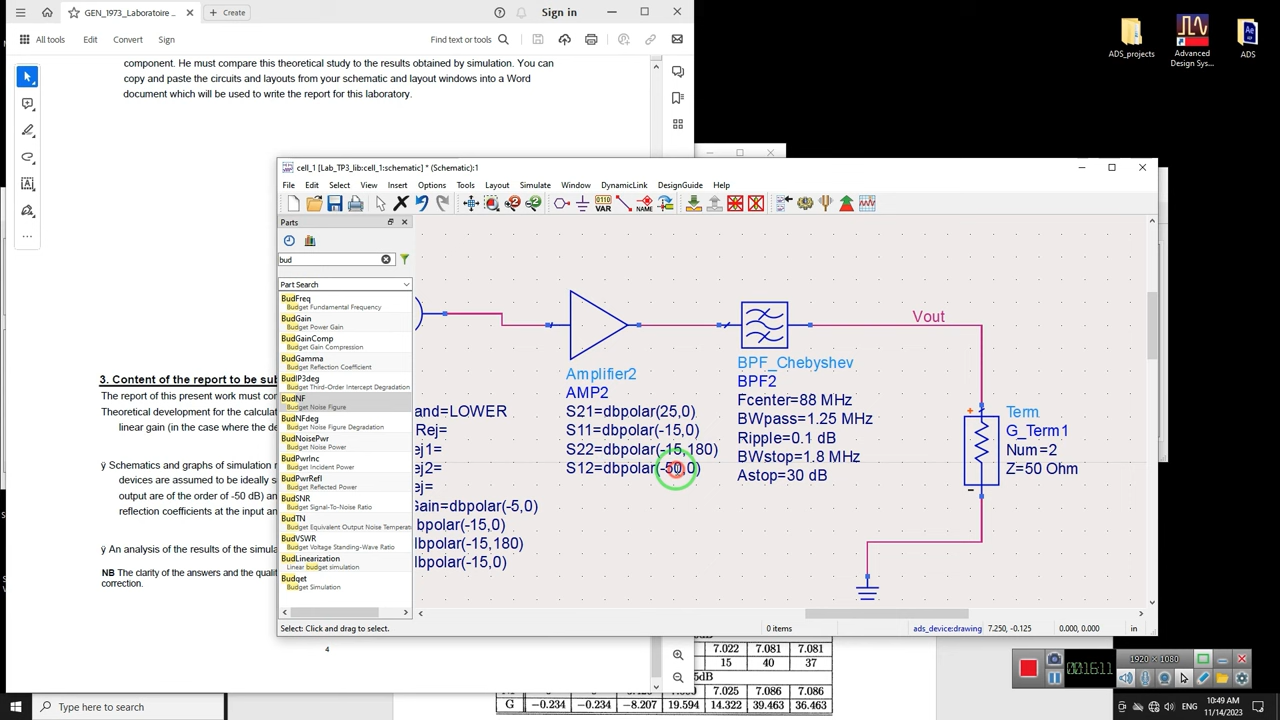 GEN_1973_Laboratoire ...
Create
Sign in
All tools
Edit
Convert
Sign
Find text or tools
component. He must compare this theoretical study to the results obtained by simulation. You can
copy and paste the circuits and layouts from your schematic and layout windows into a Word
document which will be used to write the report for this laboratory.
ADS_projects
Advanced
Design Sys...
ADS
cell_1 [Lab_TP3_lib:cell_1:schematic] * (Schematic):1
File Edit Select View Insert Options Tools Layout Simulate Window DynamicLink DesignGuide Help
VAR
NAME
Parts
bud
Part Search
BudFreq
Budget Fundamental Frequency
BudGain
Budget Power Gain
BudGainComp
Budget Gain Compression
BudGamma
Budget Reflection Coefficient
BudIP3deg
Budget Third-Order Intercept Degradation
BudNF
Budget Noise Figure
BudNFdeg
Budget Noise Figure Degradation
BudNoisePwr
Budget Noise Power
BudPwrInc
Budget Incident Power
BudPwrRefl
Budget Reflected Power
BudSNR
Budget Signal-To-Noise Ratio
BudTN
Budget Equivalent Output Noise Temperat
BudVSWR
Budget Voltage Standing-Wave Ratio
BudLinearization
Linear budget simulation
Budget
Budget Simulation
and=LOWER
Rej=
ej1=
ej2=
ej=
Gain=dbpolar(-5,0)
bpolar(-15,0)
lbpolar(-15,180)
lbpolar(-15,0)
Amplifier2
AMP2
S21=dbpolar(25,0)
S11=dbpolar(-15,0)
S22=dbpolar(-15,180)
S12=dbpolar(-50,0)
BPF_Chebyshev
BPF2
Fcenter=88 MHz
BWpass=1.25 MHz
Ripple=0.1 dB
BWstop=1.8 MHz
Astop=30 dB
Vout
+
-
Term
G_Term1
Num=2
Z=50 Ohm
Select: Click and drag to select.
0 items
ads_device:drawing
7.250, -0.125
0.000, 0.000
in
3. Content of the report to be sub
The report of this present work must con
Theoretical development for the calculat
linear gain (in the case where the de
ÿ Schematics and graphs of simulation r
devices are assumed to be ideally s
output are of the order of -50 dB) an
reflection coefficients at the input an
ÿ An analysis of the results of the simula
NB The clarity of the answers and the quali
correction.
4
7.022 7.081 7.081
15 40 37
5dB
7.025 7.086 7.086
G -0.234 -0.234 -8.207 19.594 14.322 39.463 36.463
1920 × 1080
Type here to search
ENG
10:49 AM
11/14/2023